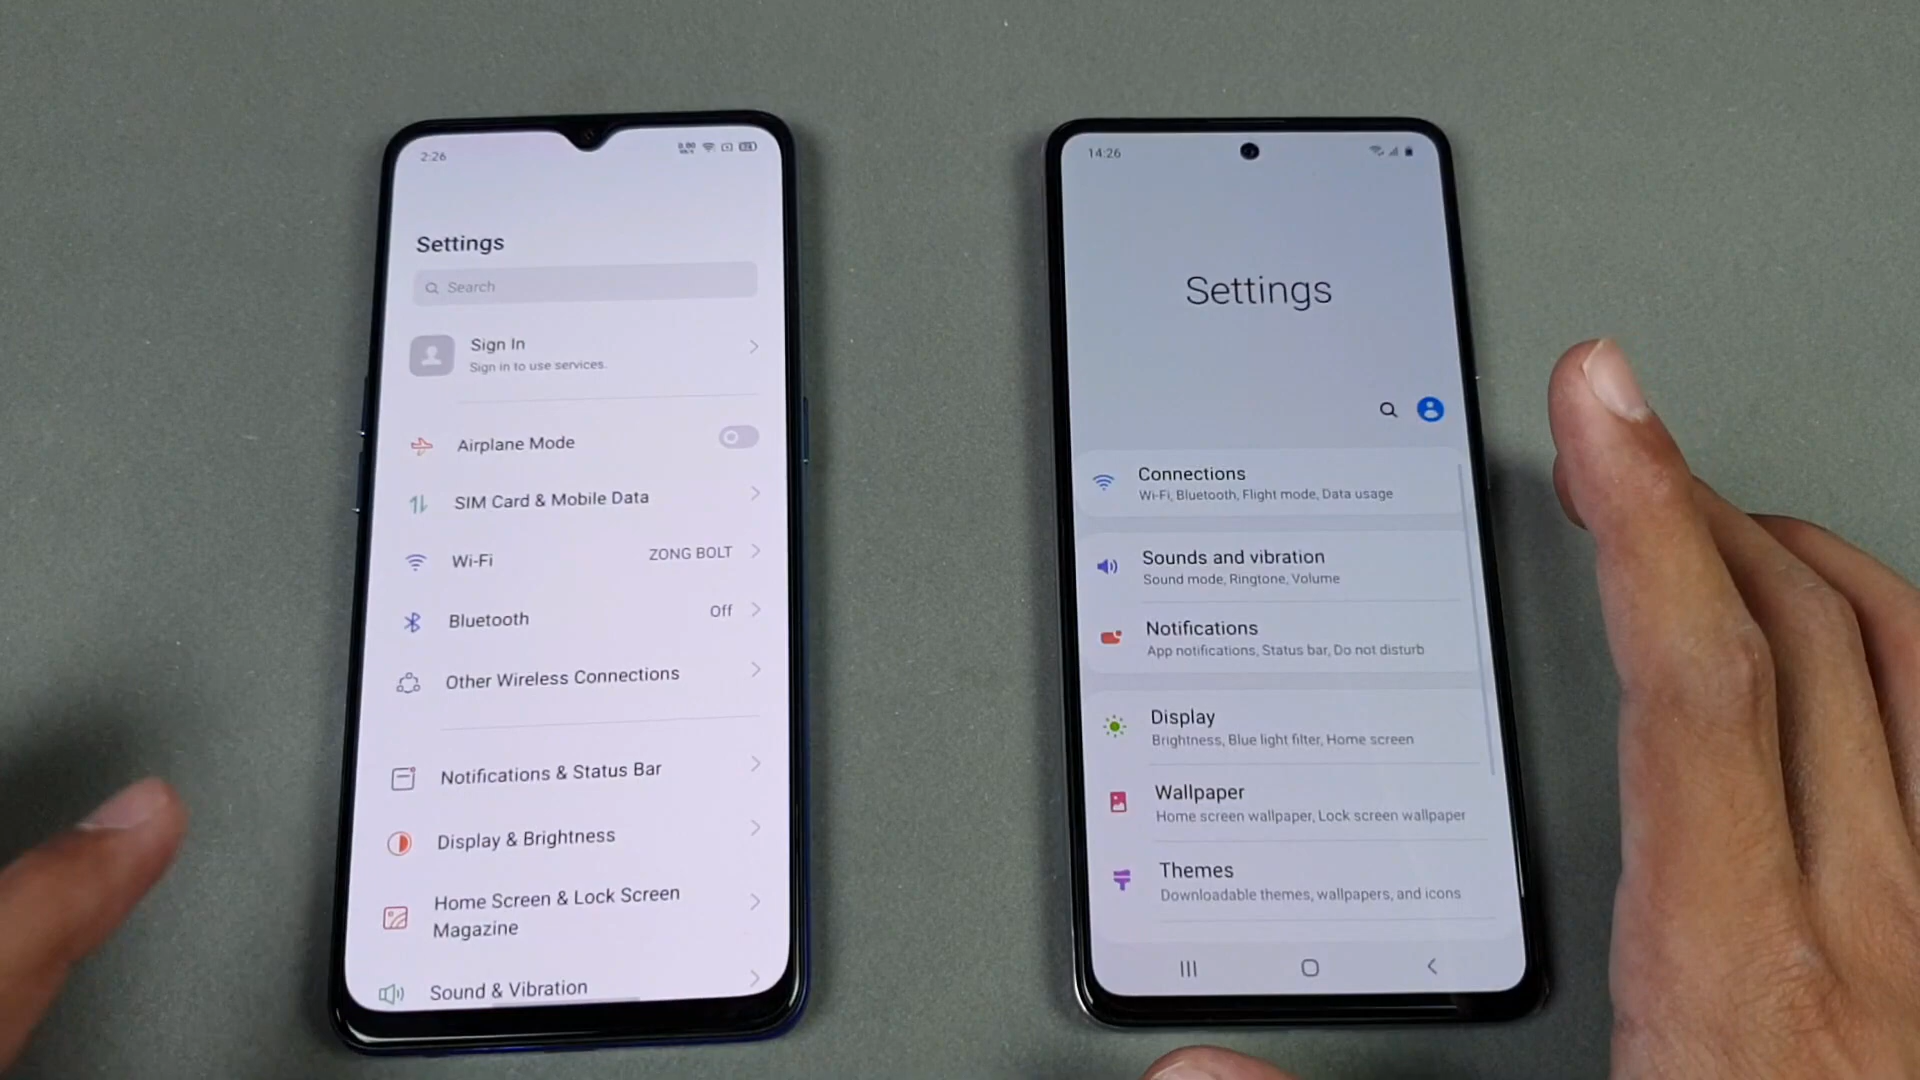 2:26
Settings
Search
Sign In
Sign in to use services.
Airplane Mode
SIM Card & Mobile Data
Wi-Fi
ZONG BOLT
Bluetooth
Off
Other Wireless Connections
Notifications & Status Bar
Display & Brightness
Home Screen & Lock Screen
Magazine
Sound & Vibration
14:26
Settings
Connections
Wi-Fi, Bluetooth, Flight mode, Data usage
Sounds and vibration
Sound mode, Ringtone, Volume
Notifications
App notifications, Status bar, Do not disturb
Display
Brightness, Blue light filter, Home screen
Wallpaper
Home screen wallpaper, Lock screen wallpaper
Themes
Downloadable themes, wallpapers, and icons